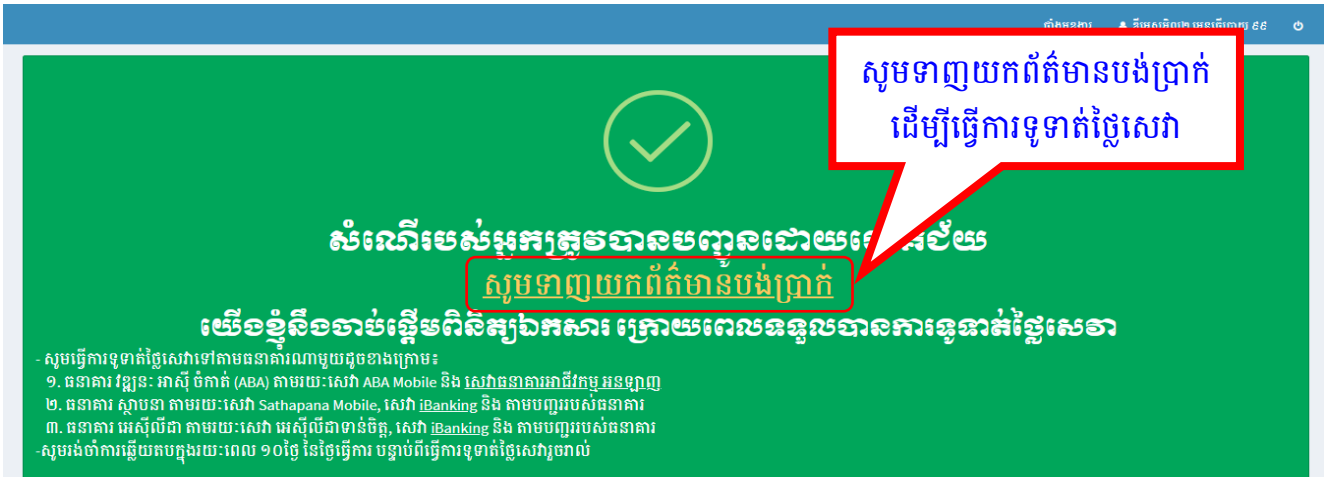 សូមទាញយកព័ត៌មានបង់ប្រាក់
ដើម្បីធ្វើការទូទាត់ថ្លៃសេវា
សំណើរបស់អ្នកត្រូវបានបញ្ជូនដោយ
សូមទាញយកព័ត៌មានបង់ប្រាក់
យើងខ្ញុំនឹងចាប់ផ្តើមពិនិត្យឯកសារ ក្រោយពេលទទួលបានការទូទាត់ថ្លៃសេវា
- សូមធ្វើការទូទាត់ថ្លៃសេវាទៅតាមធនាគារណាមួយដូចខាងក្រោម៖
១. ធនាគារ វឌ្ឍនៈ អាស៊ី ចំកាត់ (ABA) តាមរយៈសេវា ABA Mobile និង សេវាធនាគារអាជីវកម្ម អនឡាញ
២. ធនាគារ ស្ថាបនា តាមរយៈសេវា Sathapana Mobile, សេវា iBanking និង តាមបញ្ជររបស់ធនាគារ
៣. ធនាគារ អេស៊ីលីដា តាមរយៈសេវា អេស៊ីលីដាទាន់ចិត្ត, សេវា iBanking និង តាមបញ្ជររបស់ធនាគារ
-សូមរង់ចាំការឆ្លើយតបក្នុងរយៈពេល ១០ថ្ងៃ នៃថ្ងៃធ្វើការ បន្ទាប់ពីធ្វើការទូទាត់ថ្លៃសេវារួចរាល់